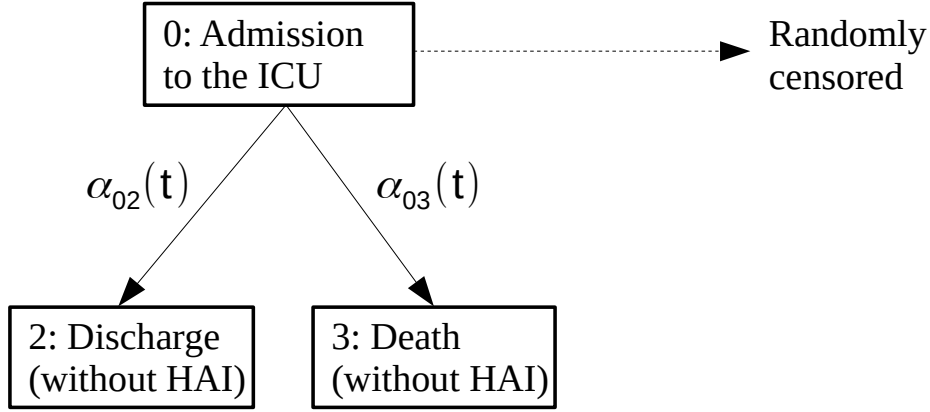 0: Admission
to the ICU
Randomly
censored
α02(t)
α03(t)
2: Discharge
(without HAI)
3: Death
(without HAI)